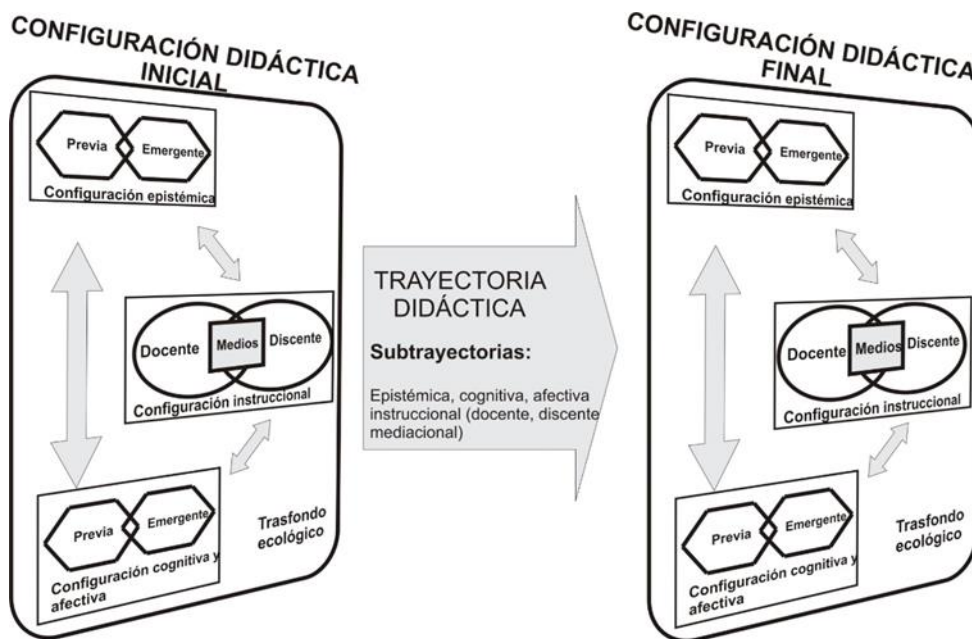 CONFIGURACIÓN DIDÁCTICA
INICIAL
Previa
Emergente
Configuración epistémica
Docente
Medios
Discente
Configuración instruccional
Previa
Emergente
Configuración cognitiva y
afectiva
Trasfondo
ecológico
TRAYECTORIA
DIDÁCTICA
Subtrayectorias:
Epistémica, cognitiva, afectiva
instruccional (docente, discente
mediacional)
CONFIGURACIÓN DIDÁCTICA
FINAL
Previa
Emergente
Configuración epistémica
Docente
Medios
Discente
Configuración instruccional
Previa
Emergente
Configuración cognitiva y
afectiva
Trasfondo
ecológico